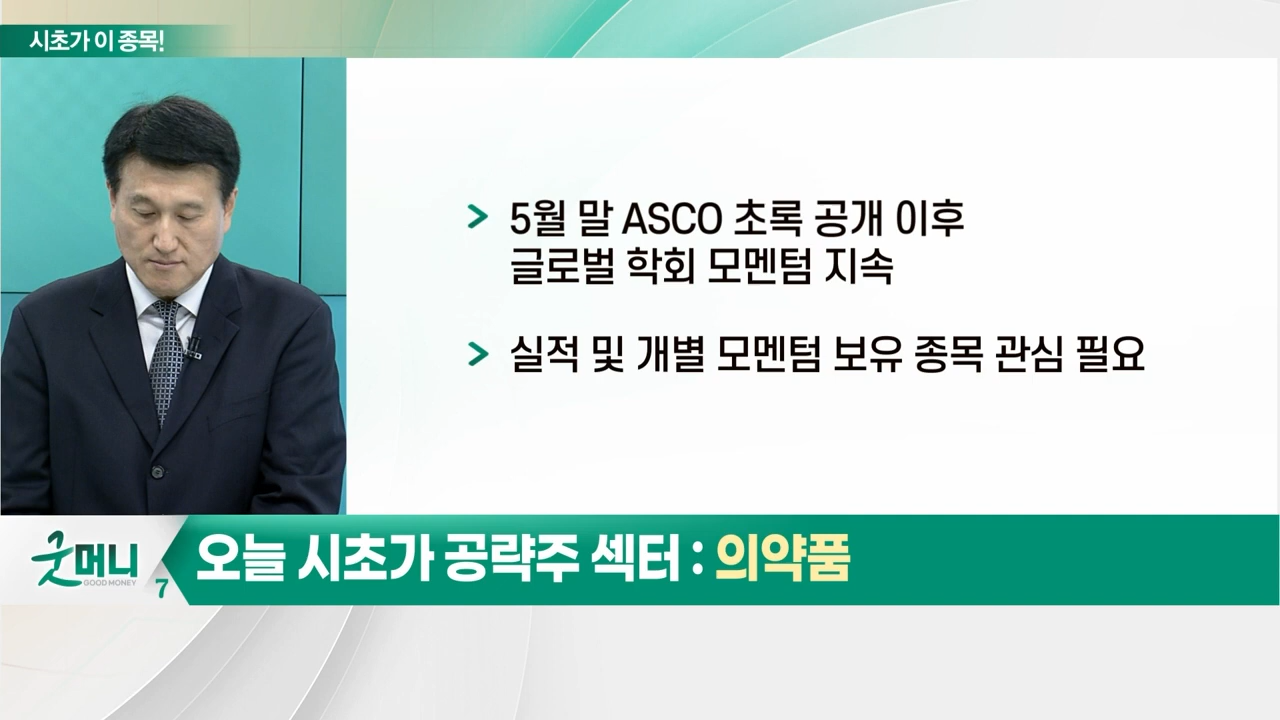 시초가 이 종목!
> 5월 말 ASCO 초록 공개 이후
글로벌 학회 모멘텀 지속
> 실적 및 개별 모멘텀 보유 종목 관심 필요
굿머니
GOOD MONEY
7
오늘 시초가 공략주 섹터 : 의약품